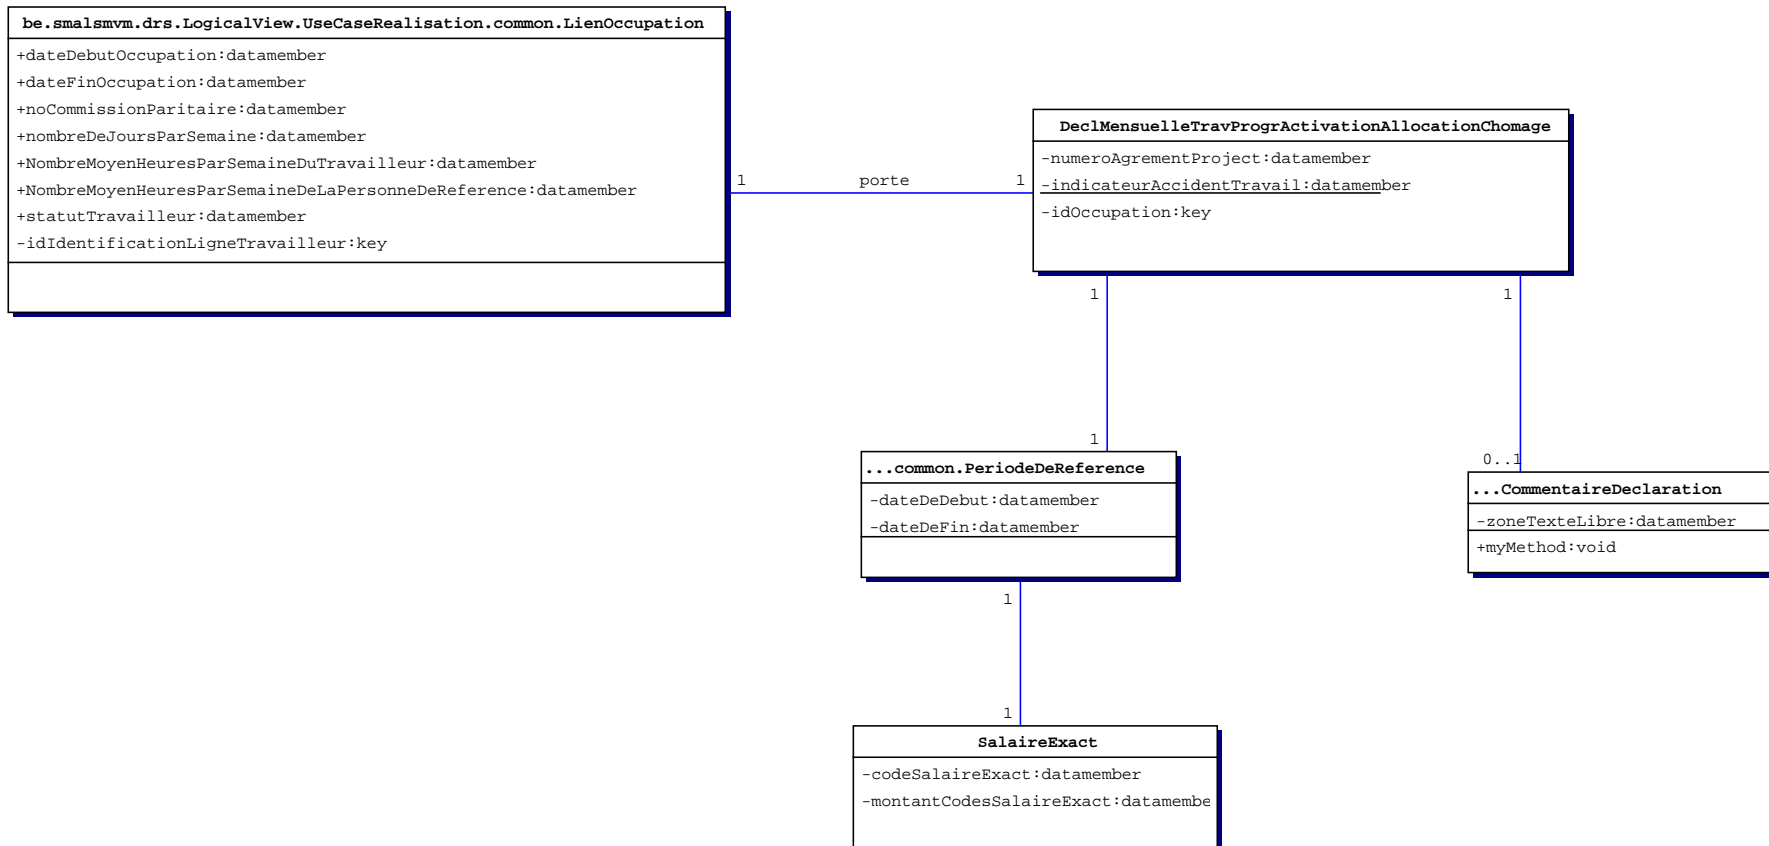 be.smalsmvm.drs.LogicalView.UseCaseRealisation.common.LienOccupation
+dateDebutOccupation:datamember
+dateFinOccupation:datamember
+noCommissionParitaire:datamember
+nombreDeJoursParSemaine:datamember
+NombreMoyenHeuresParSemaineDuTravailleur:datamember
+NombreMoyenHeuresParSemaineDeLaPersonneDeReference:datamember
+statutTravailleur:datamember
-idIdentificationLigneTravailleur:key
1 porte 1
DeclMensuelleTravProgrActivationAllocationChomage
-numeroAgrementProject:datamember
-indicateurAccidentTravail:datamember
-idOccupation:key
1
1
1
0..1
...common.PeriodeDeReference
-dateDeDebut:datamember
-dateDeFin:datamember
...CommentaireDeclaration
-zoneTexteLibre:datamember
+myMethod:void
1
1
SalaireExact
-codeSalaireExact:datamember
-montantCodesSalaireExact:datamembe